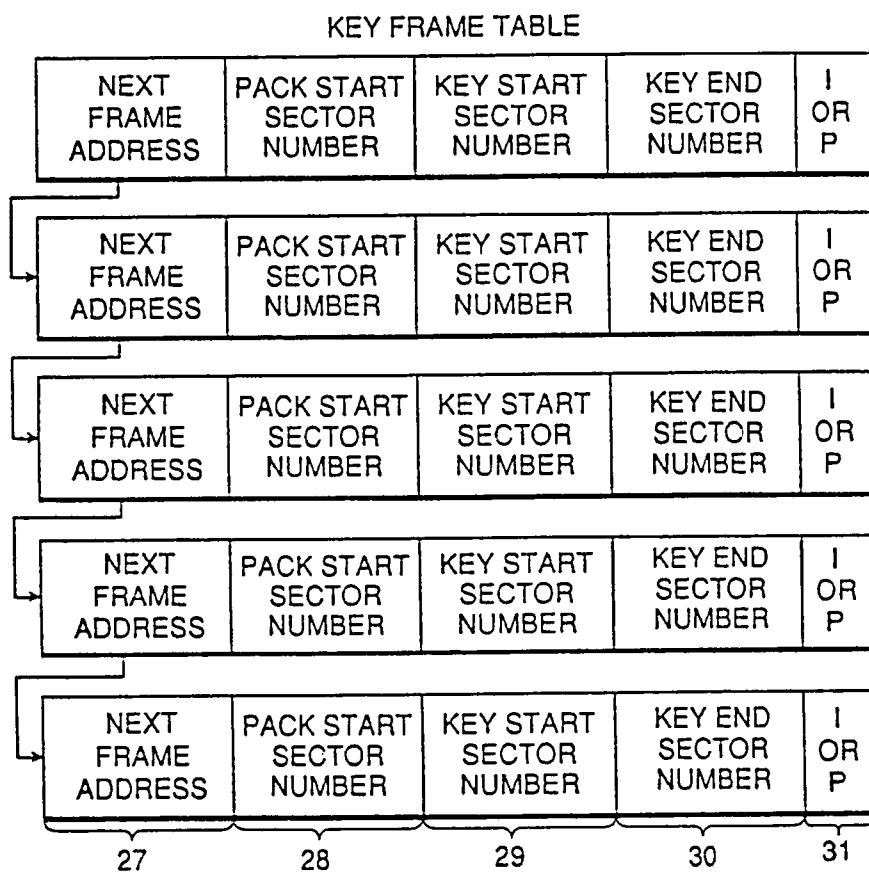 KEY FRAME TABLE
NEXT FRAME ADDRESS
PACK START SECTOR NUMBER
KEY START SECTOR NUMBER
KEY END SECTOR NUMBER
I OR P
NEXT FRAME ADDRESS
PACK START SECTOR NUMBER
KEY START SECTOR NUMBER
KEY END SECTOR NUMBER
I OR P
NEXT FRAME ADDRESS
PACK START SECTOR NUMBER
KEY START SECTOR NUMBER
KEY END SECTOR NUMBER
I OR P
NEXT FRAME ADDRESS
PACK START SECTOR NUMBER
KEY START SECTOR NUMBER
KEY END SECTOR NUMBER
I OR P
NEXT FRAME ADDRESS
PACK START SECTOR NUMBER
KEY START SECTOR NUMBER
KEY END SECTOR NUMBER
I OR P
27 28 29 30 31